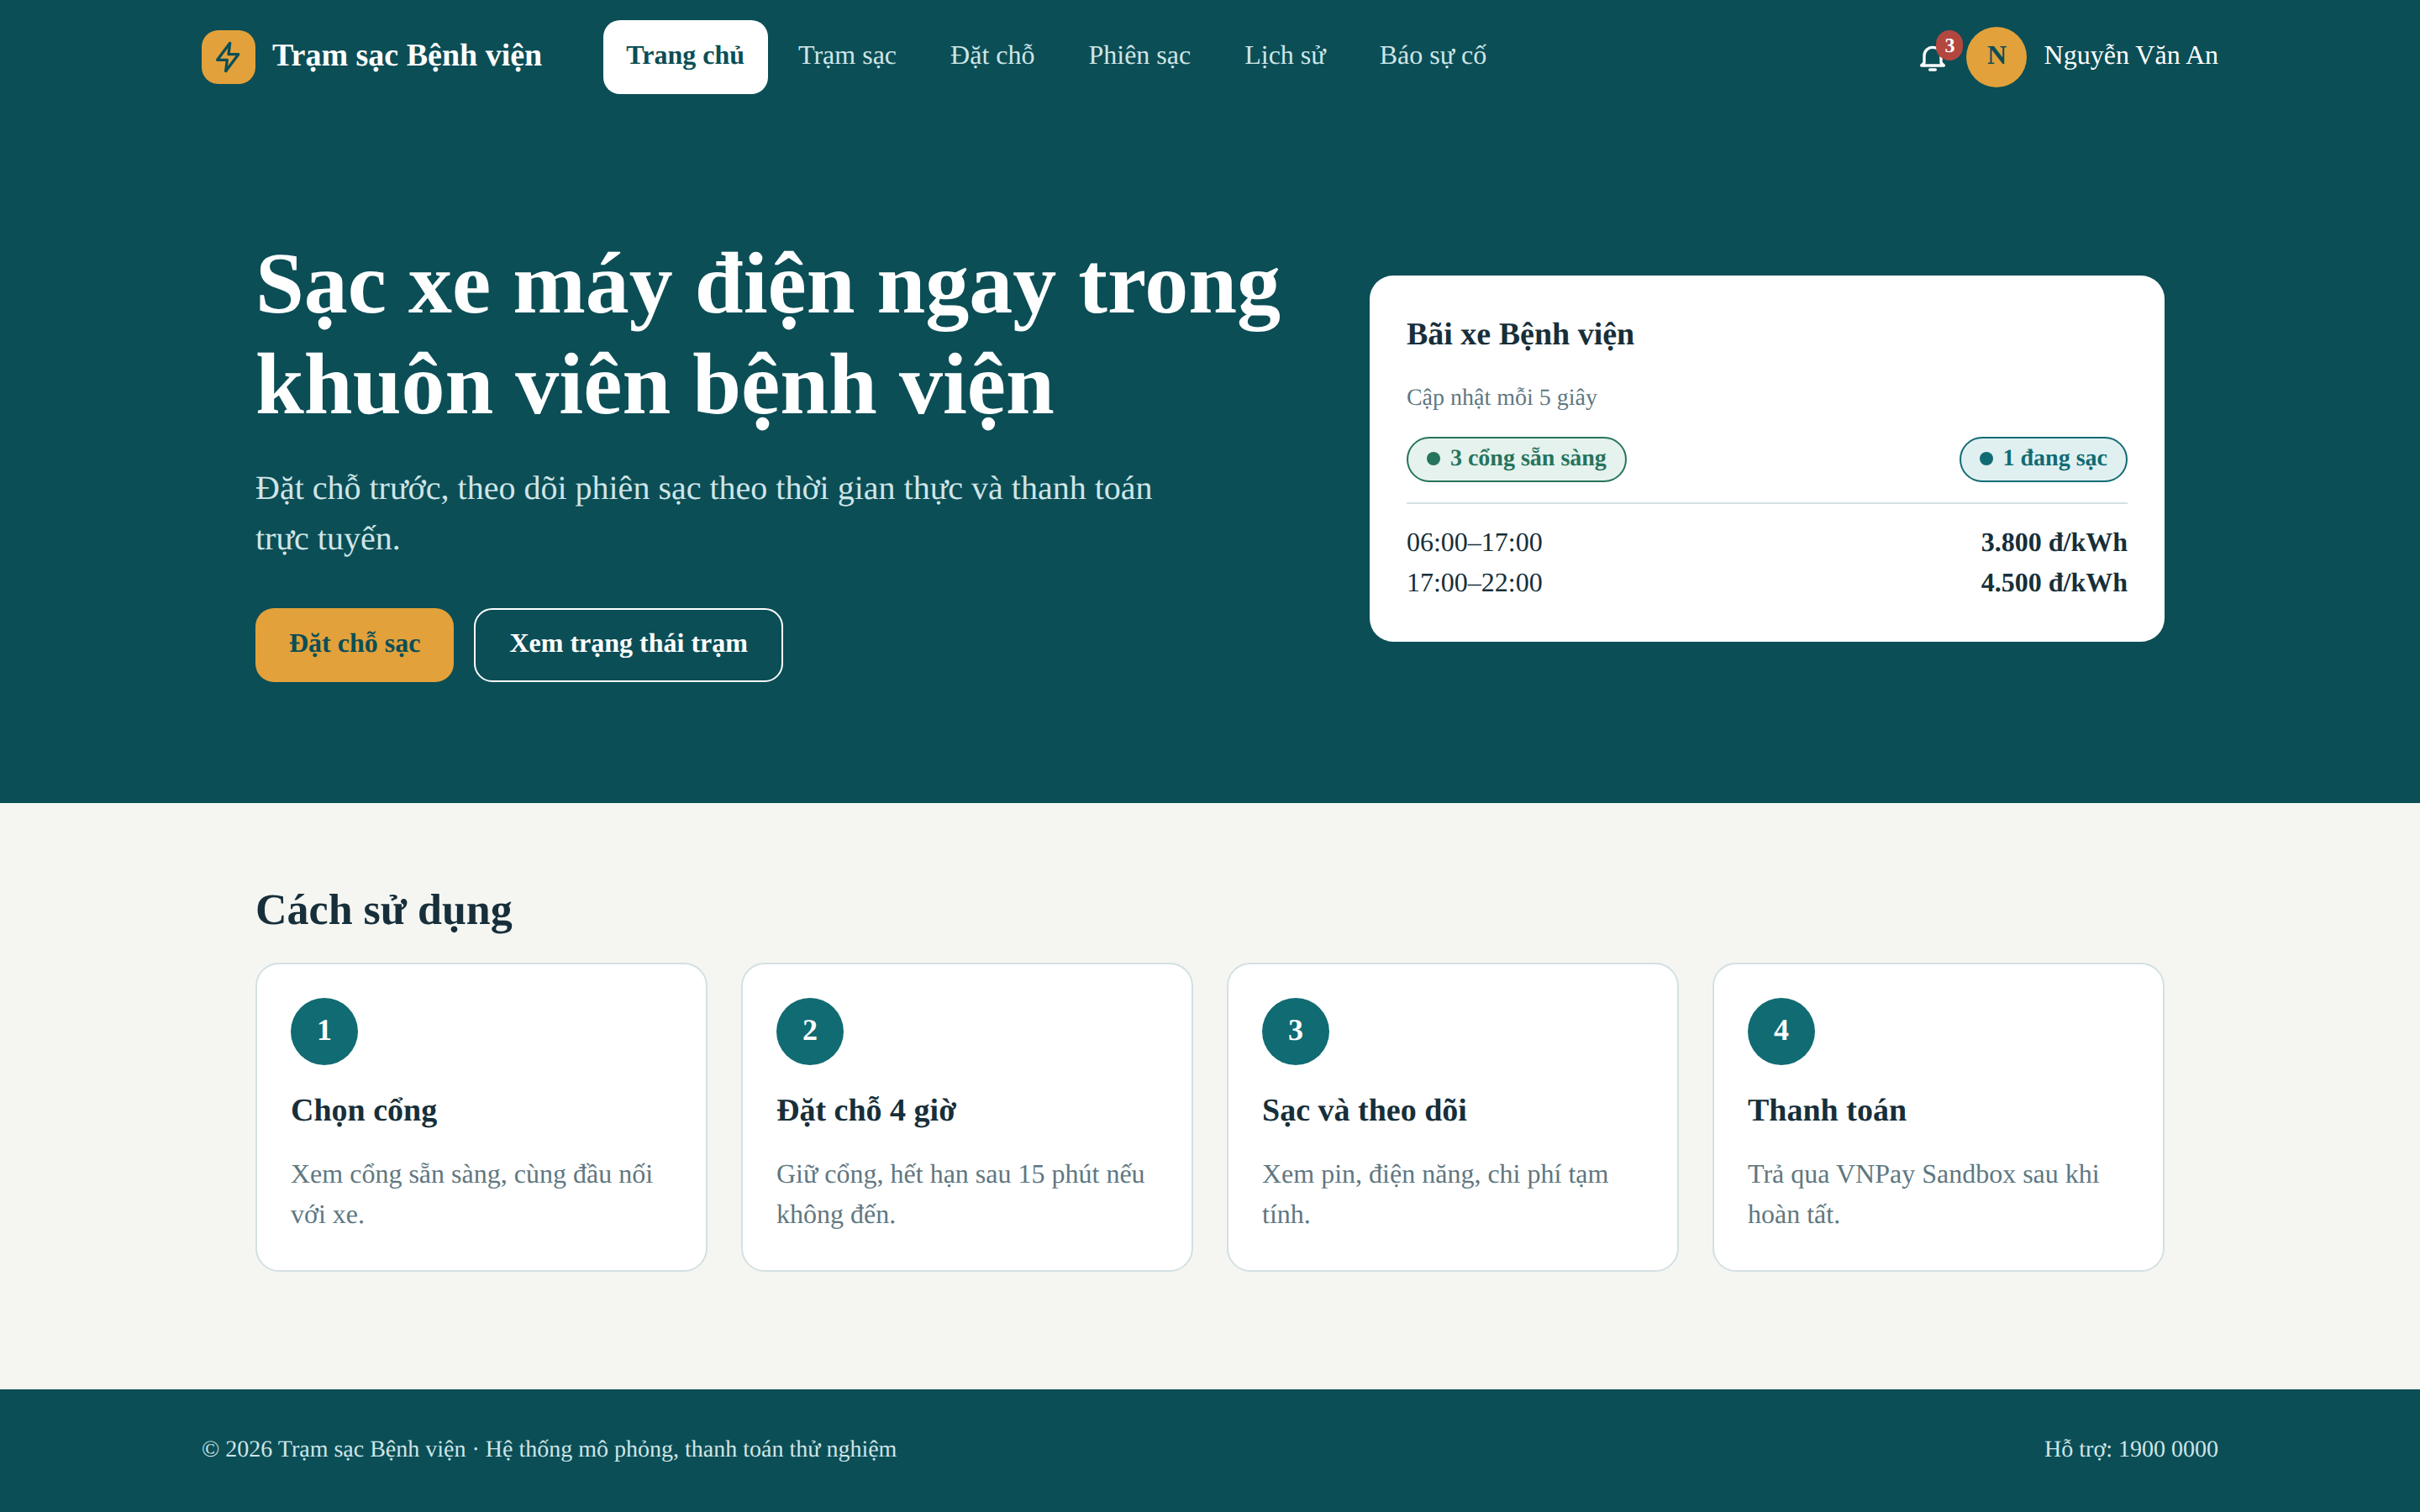 Trạm sạc Bệnh viện
Trang chủ
Trạm sạc
Đặt chỗ
Phiên sạc
Lịch sử
Báo sự cố
3
N
Nguyễn Văn An
Sạc xe máy điện ngay trong
khuôn viên bệnh viện
Đặt chỗ trước, theo dõi phiên sạc theo thời gian thực và thanh toán
trực tuyến.
Đặt chỗ sạc
Xem trạng thái trạm
Bãi xe Bệnh viện
Cập nhật mỗi 5 giây
3 cổng sẵn sàng
1 đang sạc
06:00–17:00 3.800 đ/kWh
17:00–22:00 4.500 đ/kWh
Cách sử dụng
1
Chọn cổng
Xem cổng sẵn sàng, cùng đầu nối
với xe.
2
Đặt chỗ 4 giờ
Giữ cổng, hết hạn sau 15 phút nếu
không đến.
3
Sạc và theo dõi
Xem pin, điện năng, chi phí tạm
tính.
4
Thanh toán
Trả qua VNPay Sandbox sau khi
hoàn tất.
© 2026 Trạm sạc Bệnh viện · Hệ thống mô phỏng, thanh toán thử nghiệm
Hỗ trợ: 1900 0000